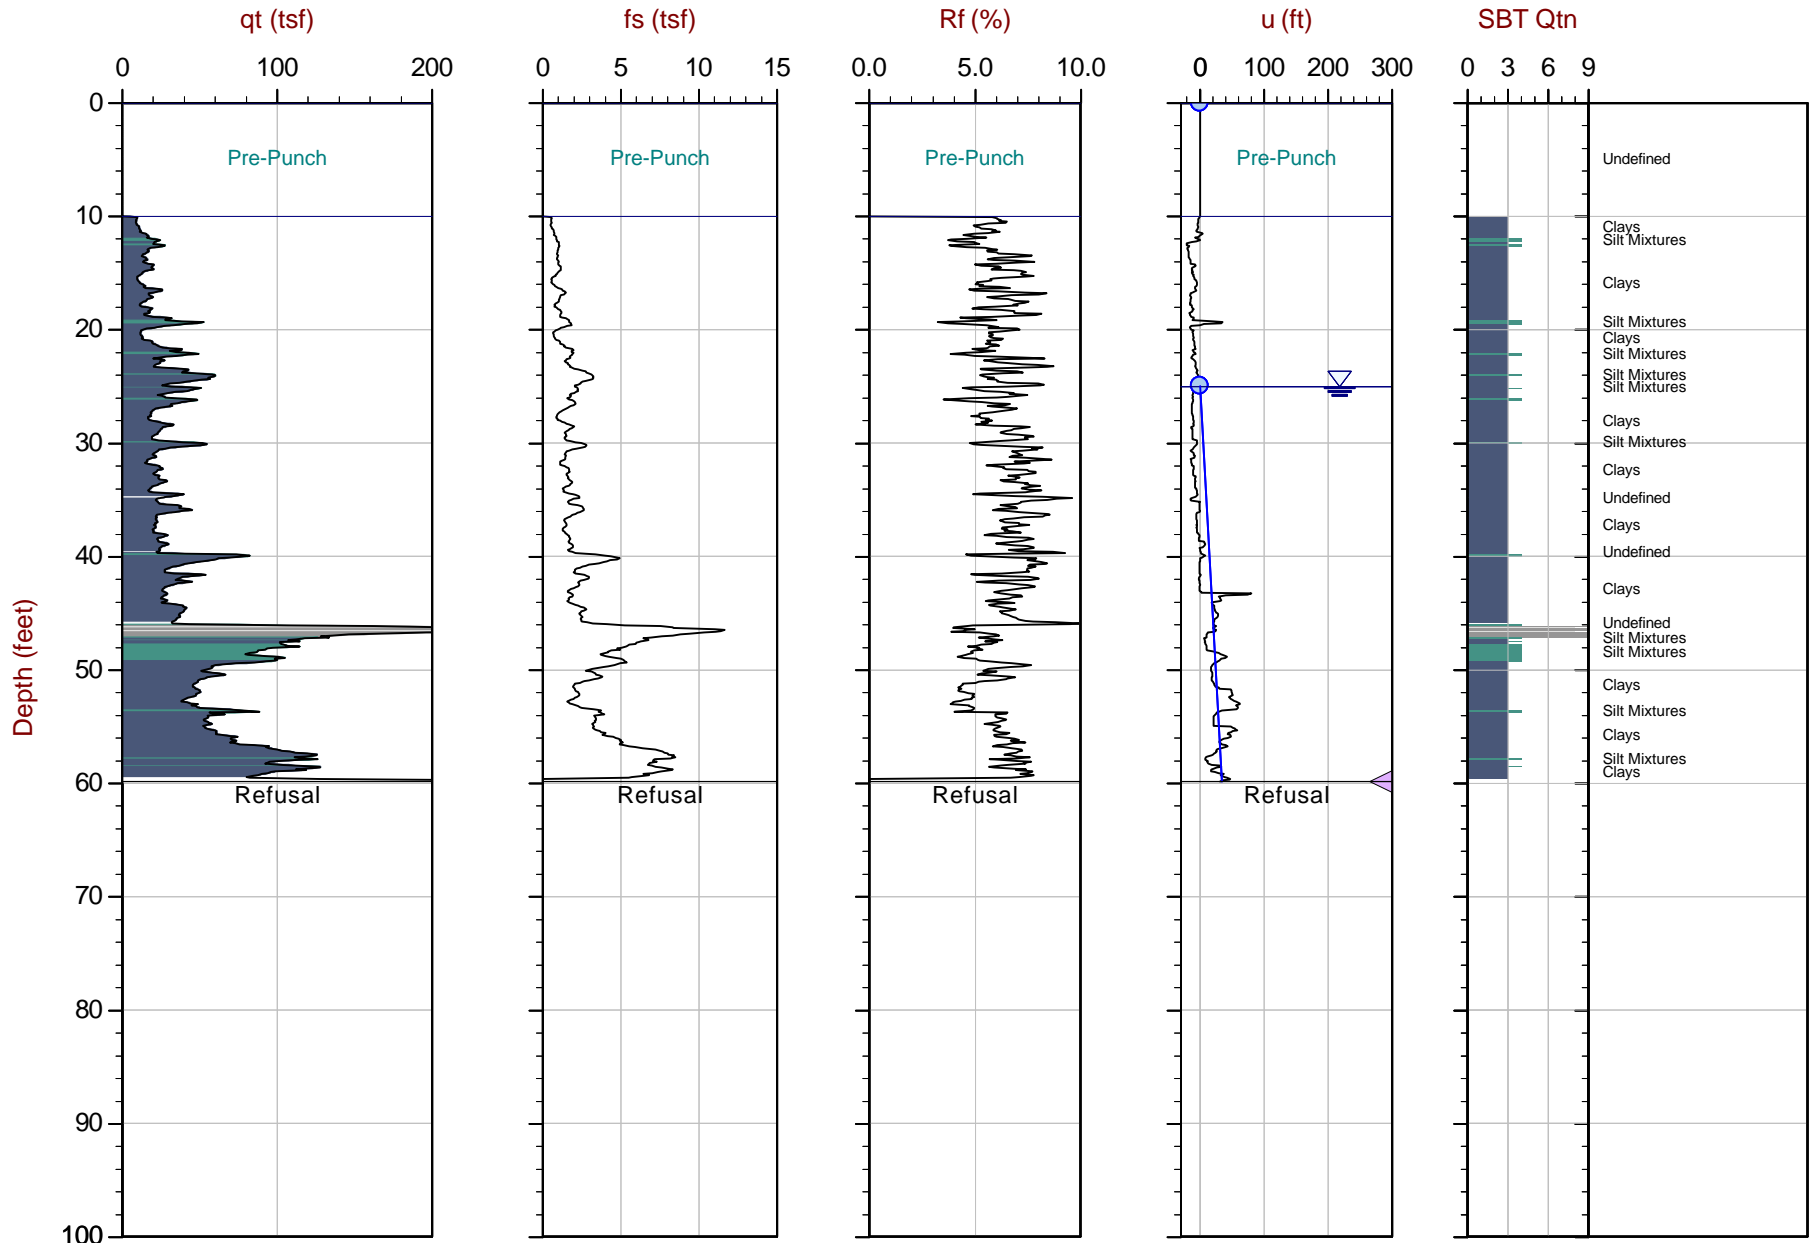 qt (tsf) fs (tsf) Rf (%) u (ft) SBT Qtn
0 100 200 0 5 10 15 0.0 5.0 10.0 0 100 200 300 0 3 6 9
0
Pre-Punch Pre-Punch Pre-Punch Pre-Punch Undefined
10
Clays
Silt Mixtures
Clays
Silt Mixtures
20
Clays
Silt Mixtures
Silt Mixtures
Silt Mixtures
Clays
30 Silt Mixtures
Clays
Undefined
Clays
40 Undefined
Clays
Undefined
Silt Mixtures
Silt Mixtures
50
Clays
Silt Mixtures
Clays
Silt Mixtures
Clays
60
Refusal Refusal Refusal Refusal
70
80
90
100
Depth (feet)